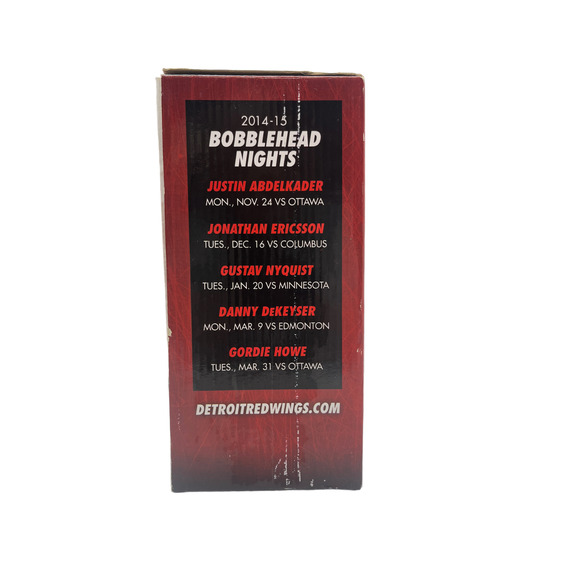 2014-15
BOBBLEHEAD
NIGHTS
JUSTIN ABDELKADER
MON., NOV. 24 VS OTTAWA
JONATHAN ERICSSON
TUES., DEC. 16 VS COLUMBUS
GUSTAV NYQUIST
TUES., JAN. 20 VS MINNESOTA
DANNY DeKEYSER
MON., MAR. 9 VS EDMONTON
GORDIE HOWE
TUES., MAR. 31 VS OTTAWA
DETROITREDWINGS.COM